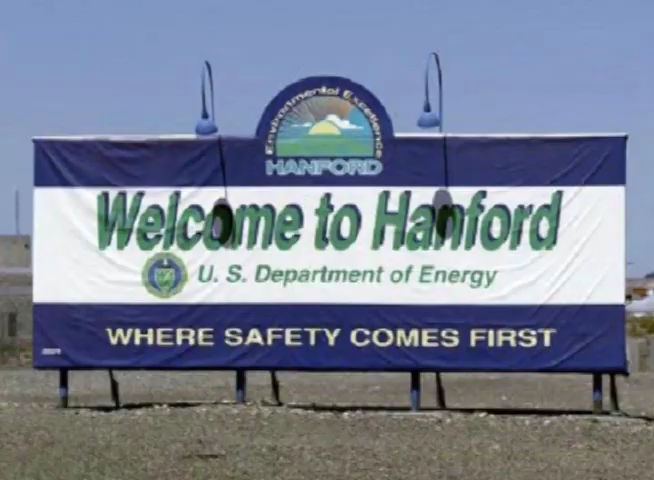 Environmental Excellence
HANFORD
Welcome to Hanford
U. S. Department of Energy
WHERE SAFETY COMES FIRST